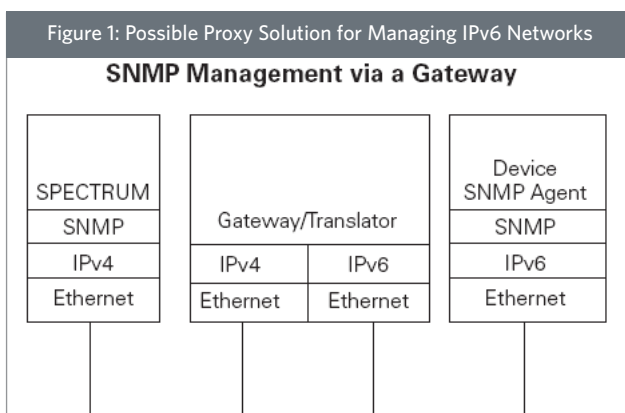 Figure 1: Possible Proxy Solution for Managing IPv6 Networks
SNMP Management via a Gateway
SPECTRUM
SNMP
IPv4
Ethernet
Gateway/Translator
IPv4 IPv6
Ethernet Ethernet
Device
SNMP Agent
SNMP
IPv6
Ethernet